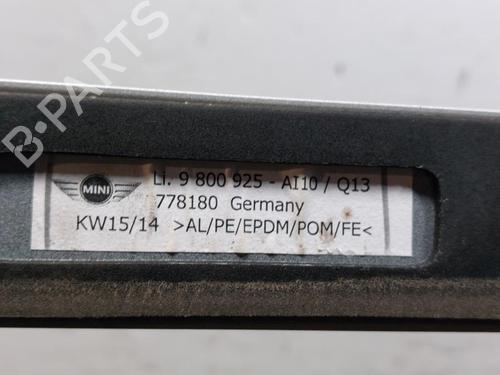 B-PARTS
MINI
Li. 9 800 925 - AI10 / Q13
778180 Germany
KW15/14 >AL/PE/EPDM/POM/FE<